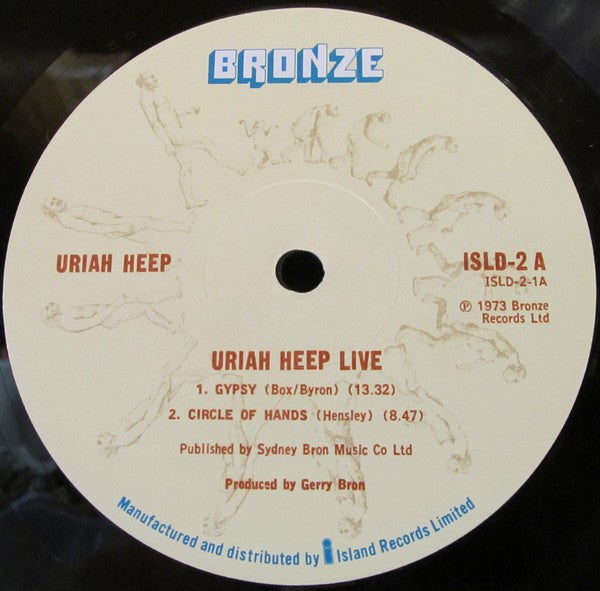 BRONZE
URIAH HEEP
ISLD-2 A
ISLD-2-1A
℗ 1973 Bronze
Records Ltd
URIAH HEEP LIVE
1. GYPSY (Box/Byron) (13.32)
2. CIRCLE OF HANDS (Hensley) (8.47)
Published by Sydney Bron Music Co Ltd
Produced by Gerry Bron
Manufactured and distributed by i Island Records Limited